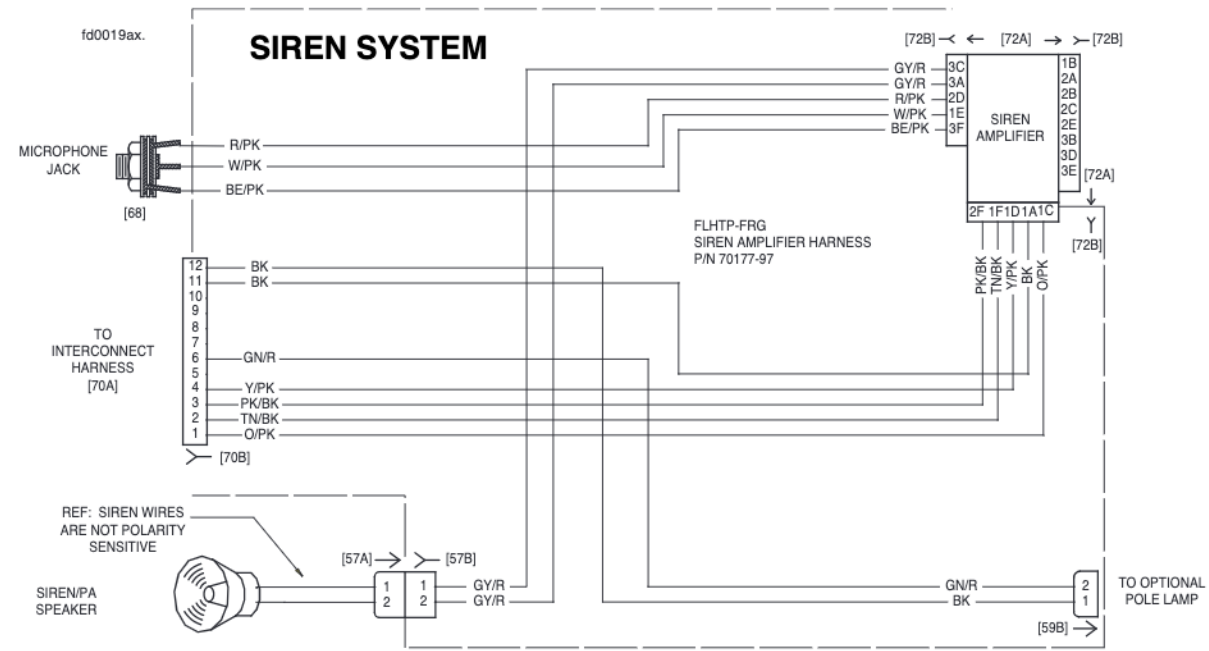 fd0019ax.
SIREN SYSTEM
[72B] [72A] [72B]
GY/R 3C
GY/R 3A
R/PK 2D
W/PK 1E
BE/PK 3F
SIREN
AMPLIFIER
1B
2A
2B
2C
2E
3B
3D
3E
[72A]
[72B]
2F 1F 1D 1A 1C
PK/BK
TN/BK
Y/PK
BK
O/PK
MICROPHONE
JACK
[68]
R/PK
W/PK
BE/PK
FLHTP-FRG
SIREN AMPLIFIER HARNESS
P/N 70177-97
TO
INTERCONNECT
HARNESS
[70A]
12 BK
11 BK
10
9
8
7
6 GN/R
5
4 Y/PK
3 PK/BK
2 TN/BK
1 O/PK
[70B]
REF: SIREN WIRES
ARE NOT POLARITY
SENSITIVE
SIREN/PA
SPEAKER
[57A] [57B]
1 1 GY/R
2 2 GY/R
GN/R 2
BK 1
TO OPTIONAL
POLE LAMP
[59B]